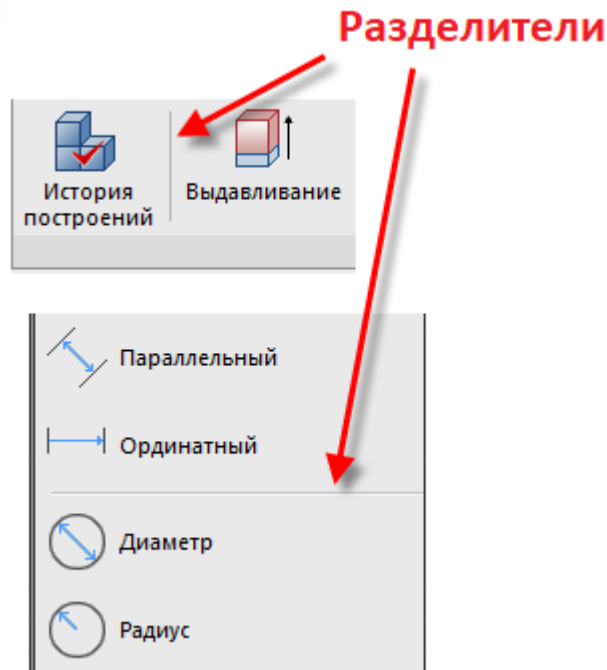 Разделители
История
построений
Выдавливание
Параллельный
Ординатный
Диаметр
Радиус